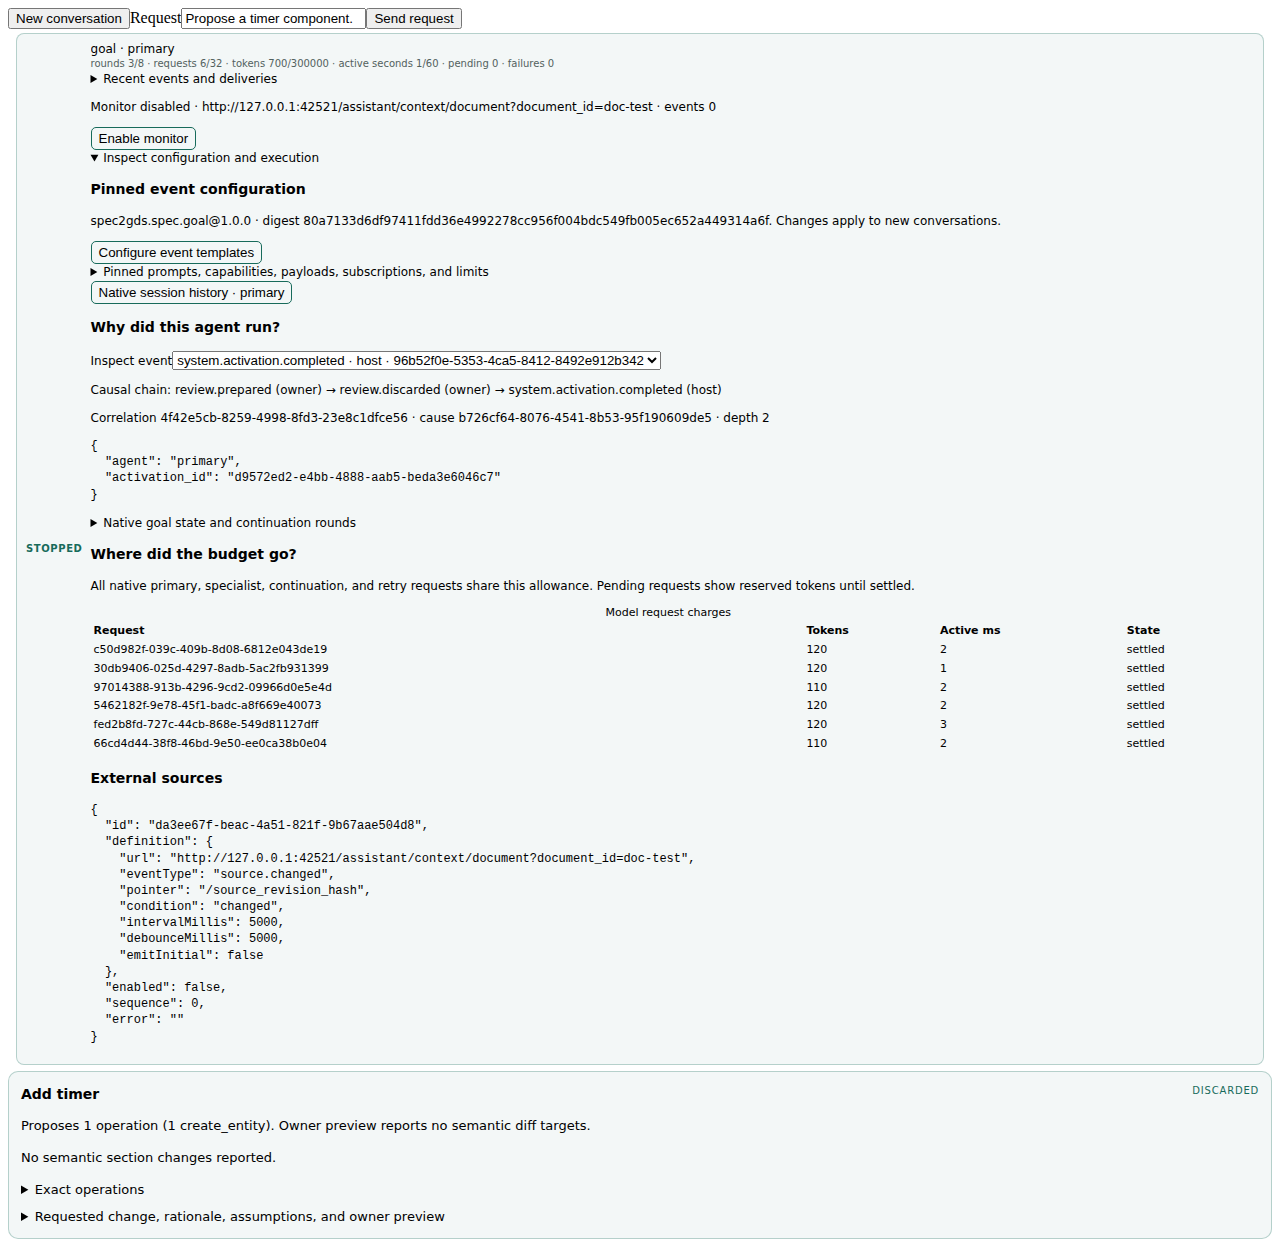 New conversation Request Propose a timer component. Send request
goal · primary
rounds 3/8 · requests 6/32 · tokens 700/300000 · active seconds 1/60 · pending 0 · failures 0
▶ Recent events and deliveries
Monitor disabled · http://127.0.0.1:42521/assistant/context/document?document_id=doc-test · events 0
Enable monitor
▼ Inspect configuration and execution
Pinned event configuration
spec2gds.spec.goal@1.0.0 · digest 80a7133d6df97411fdd36e4992278cc956f004bdc549fb005ec652a449314a6f. Changes apply to new conversations.
Configure event templates
▶ Pinned prompts, capabilities, payloads, subscriptions, and limits
Native session history · primary
Why did this agent run?
Inspect event system.activation.completed · host · 96b52f0e-5353-4ca5-8412-8492e912b342
Causal chain: review.prepared (owner) → review.discarded (owner) → system.activation.completed (host)
Correlation 4f42e5cb-8259-4998-8fd3-23e8c1dfce56 · cause b726cf64-8076-4541-8b53-95f190609de5 · depth 2
{
  "agent": "primary",
  "activation_id": "d9572ed2-e4bb-4888-aab5-beda3e6046c7"
}
▶ Native goal state and continuation rounds
STOPPED
Where did the budget go?
All native primary, specialist, continuation, and retry requests share this allowance. Pending requests show reserved tokens until settled.
Model request charges
Request Tokens Active ms State
c50d982f-039c-409b-8d08-6812e043de19 120 2 settled
30db9406-025d-4297-8adb-5ac2fb931399 120 1 settled
97014388-913b-4296-9cd2-09966d0e5e4d 110 2 settled
5462182f-9e78-45f1-badc-a8f669e40073 120 2 settled
fed2b8fd-727c-44cb-868e-549d81127dff 120 3 settled
66cd4d44-38f8-46bd-9e50-ee0ca38b0e04 110 2 settled
External sources
{
  "id": "da3ee67f-beac-4a51-821f-9b67aae504d8",
  "definition": {
    "url": "http://127.0.0.1:42521/assistant/context/document?document_id=doc-test",
    "eventType": "source.changed",
    "pointer": "/source_revision_hash",
    "condition": "changed",
    "intervalMillis": 5000,
    "debounceMillis": 5000,
    "emitInitial": false
  },
  "enabled": false,
  "sequence": 0,
  "error": ""
}
Add timer DISCARDED
Proposes 1 operation (1 create_entity). Owner preview reports no semantic diff targets.
No semantic section changes reported.
▶ Exact operations
▶ Requested change, rationale, assumptions, and owner preview